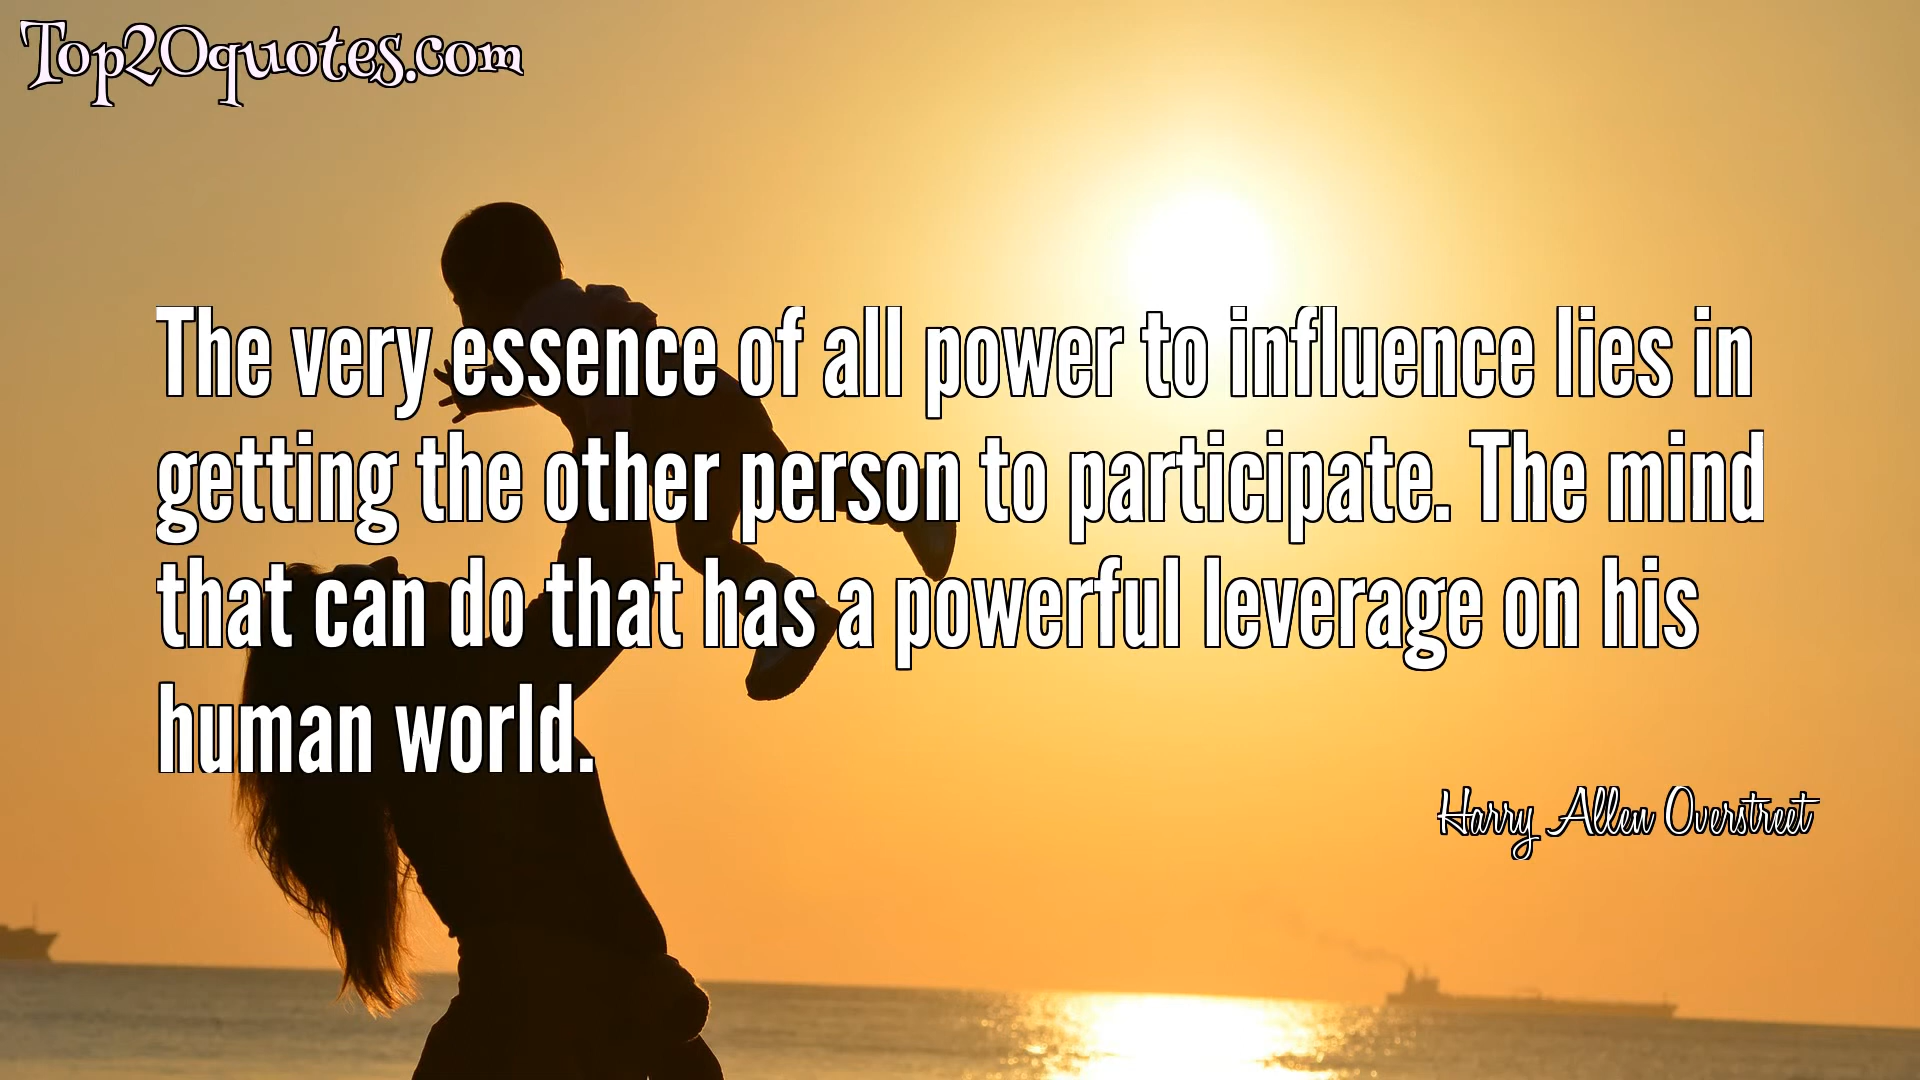 Top20quotes.com
The very essence of all power to influence lies in
getting the other person to participate. The mind
that can do that has a powerful leverage on his
human world.
Harry Allen Overstreet